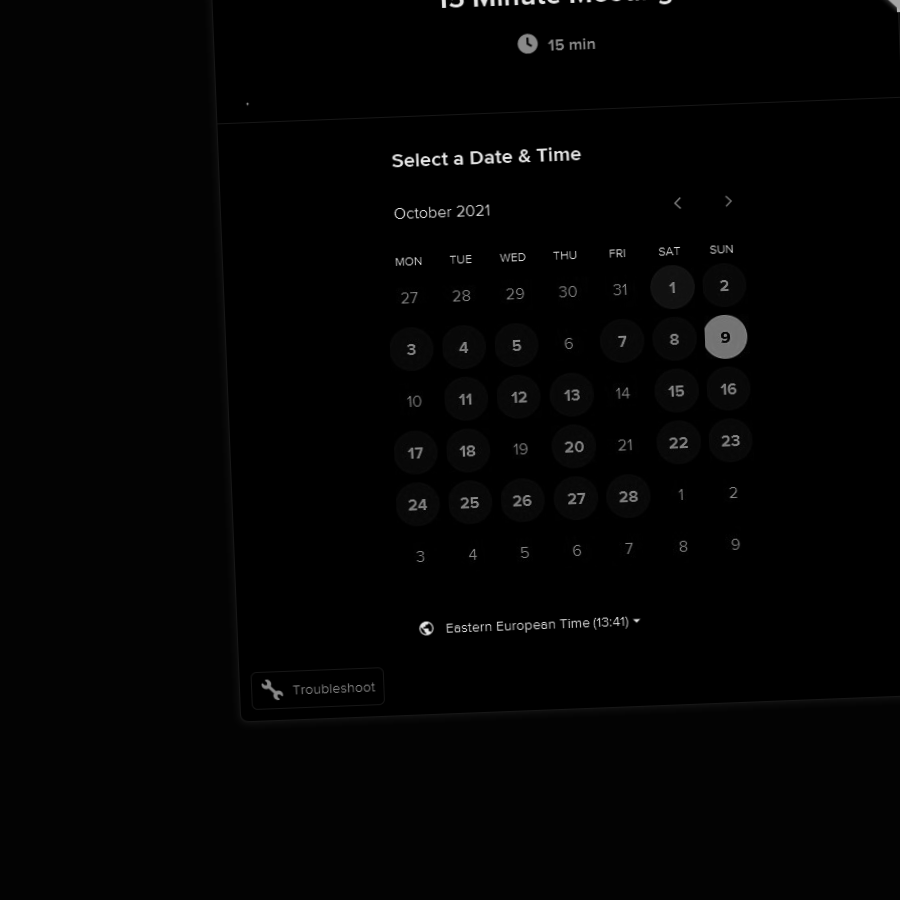 15 min
Select a Date & Time
October 2021
MON TUE WED THU FRI SAT SUN
27 28 29 30 31 1 2
3 4 5 6 7 8 9
10 11 12 13 14 15 16
17 18 19 20 21 22 23
24 25 26 27 28 1 2
3 4 5 6 7 8 9
Eastern European Time (13:41)
Troubleshoot